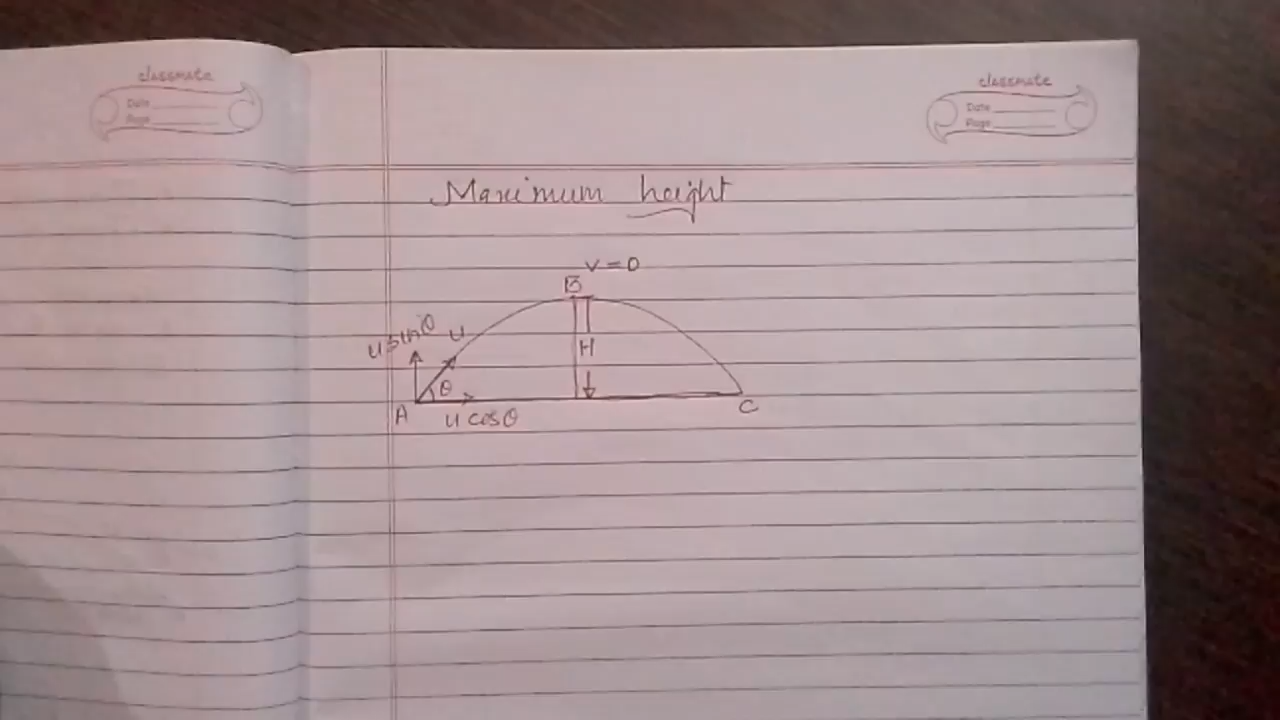 classmate
Date
Page
classmate
Date
Page
Maximum height
V = 0
B
u sinθ
u
H
θ
A
u cosθ
C